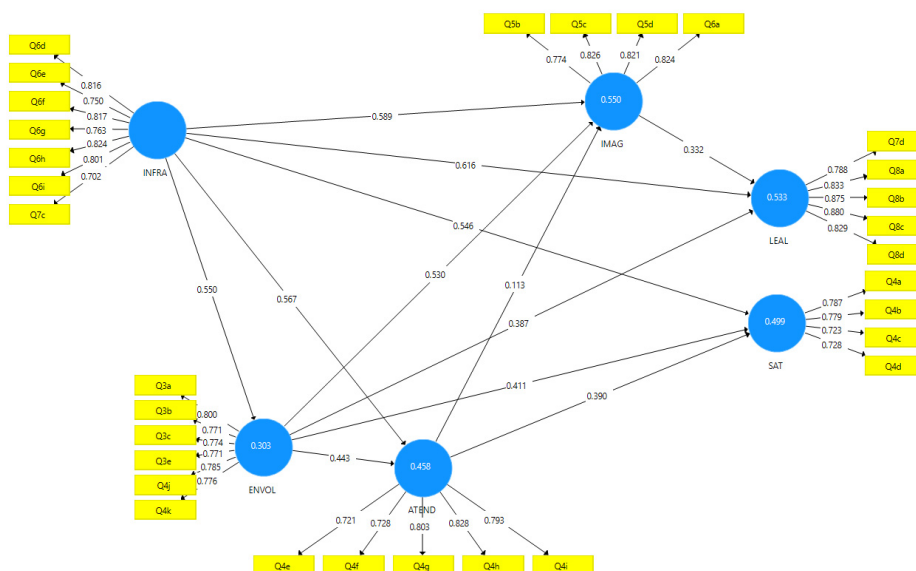 Q5b
Q5c
Q5d
Q6a
0.774
0.826
0.821
0.824
Q6d
Q6e
Q6f
Q6g
Q6h
Q6i
Q7c
0.816
0.750
0.817
0.763
0.824
0.801
0.702
INFRA
0.550
IMAG
0.589
0.332
0.616
0.546
0.530
0.113
0.387
0.550
0.567
0.411
0.390
0.443
0.533
LEAL
0.788
0.833
0.875
0.880
0.829
Q7d
Q8a
Q8b
Q8c
Q8d
0.499
SAT
0.787
0.779
0.723
0.728
Q4a
Q4b
Q4c
Q4d
Q3a
Q3b
Q3c
Q3e
Q4j
Q4k
0.800
0.771
0.774
0.771
0.785
0.776
0.303
ENVOL
0.458
ATEND
0.721
0.728
0.803
0.828
0.793
Q4e
Q4f
Q4g
Q4h
Q4i